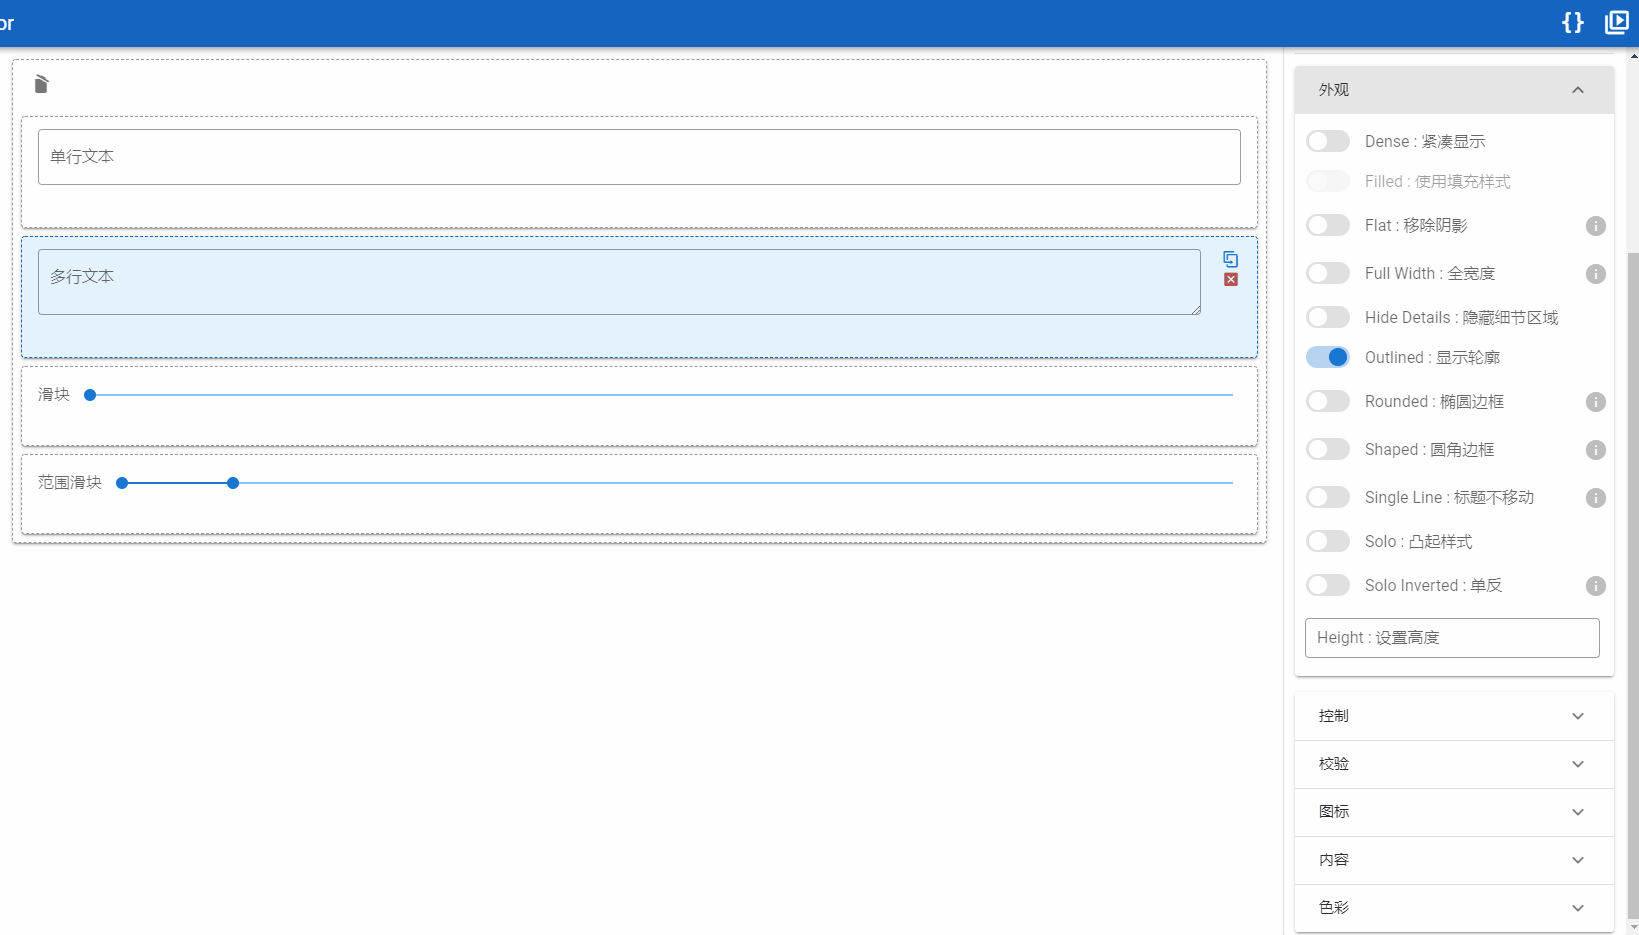 or
{}
单行文本
多行文本
滑块
范围滑块
外观
Dense : 紧凑显示
Filled : 使用填充样式
Flat : 移除阴影
Full Width : 全宽度
Hide Details : 隐藏细节区域
Outlined : 显示轮廓
Rounded : 椭圆边框
Shaped : 圆角边框
Single Line : 标题不移动
Solo : 凸起样式
Solo Inverted : 单反
Height : 设置高度
控制
校验
图标
内容
色彩